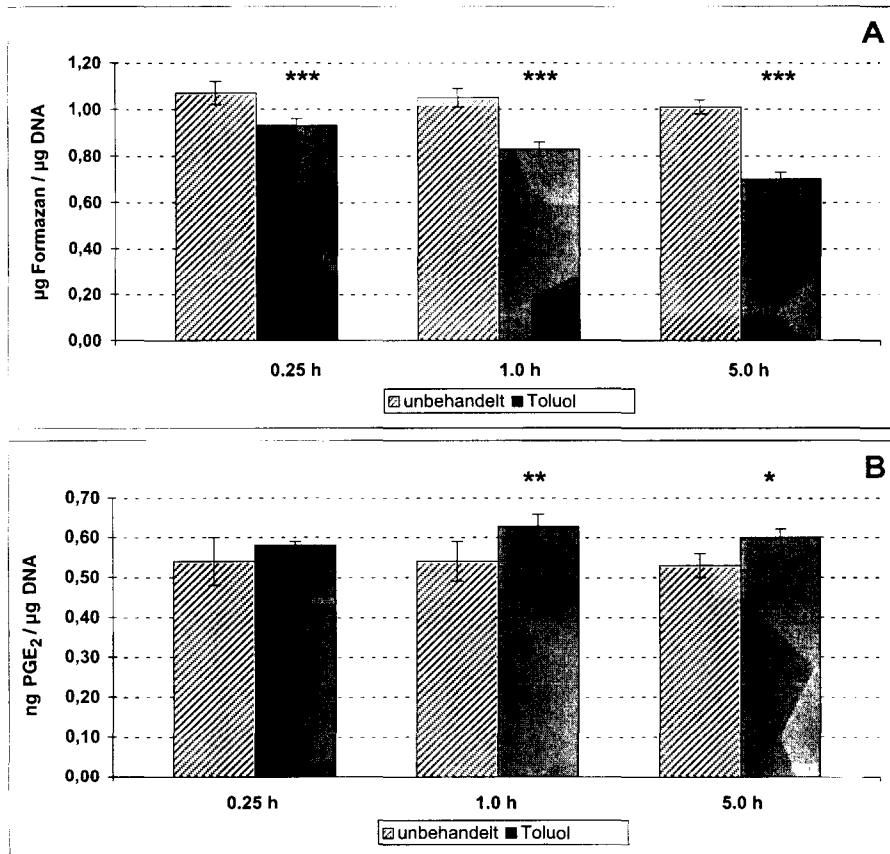 A
µg Formazan / µg DNA
1,20
1,00
0,80
0,60
0,40
0,20
0,00
***
***
***
0.25 h
1.0 h
5.0 h
unbehandelt
Toluol
B
ng PGE₂ / µg DNA
0,70
0,60
0,50
0,40
0,30
0,20
0,10
0,00
**
*
0.25 h
1.0 h
5.0 h
unbehandelt
Toluol